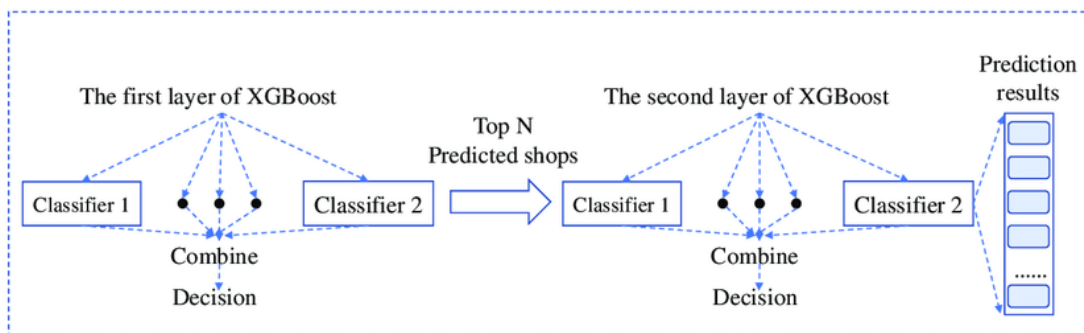 The first layer of XGBoost
Classifier 1
Classifier 2
Combine
Decision
Top N
Predicted shops
The second layer of XGBoost
Classifier 1
Classifier 2
Combine
Decision
Prediction
results
......